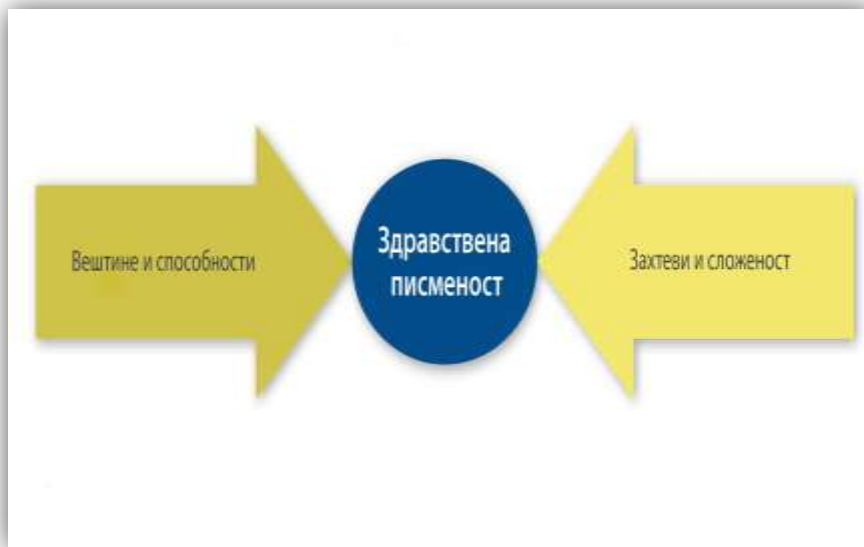 Вештине и способности
Здравствена
писменост
Захтеви и сложеност